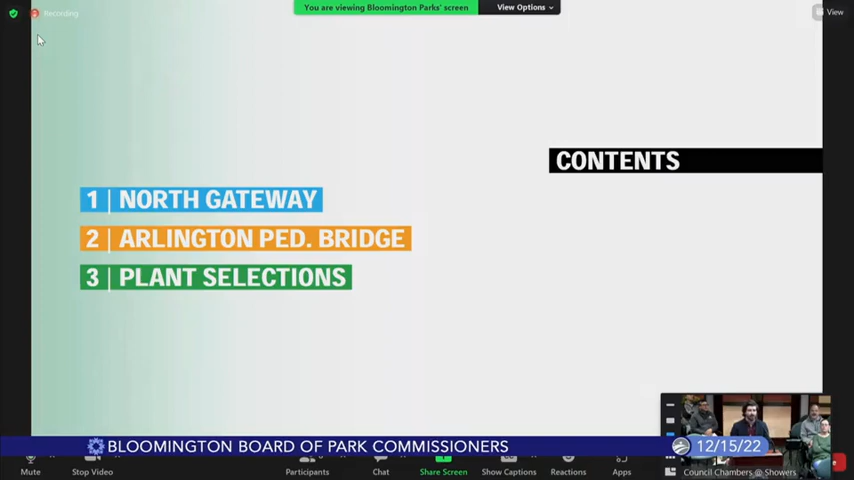 Recording
You are viewing Bloomington Parks' screen
View Options
View
CONTENTS
1 | NORTH GATEWAY
2 | ARLINGTON PED. BRIDGE
3 | PLANT SELECTIONS
BLOOMINGTON BOARD OF PARK COMMISSIONERS
12/15/22
Mute
Stop Video
Participants
Chat
Share Screen
Show Captions
Reactions
Apps
Council Chambers @ Showers